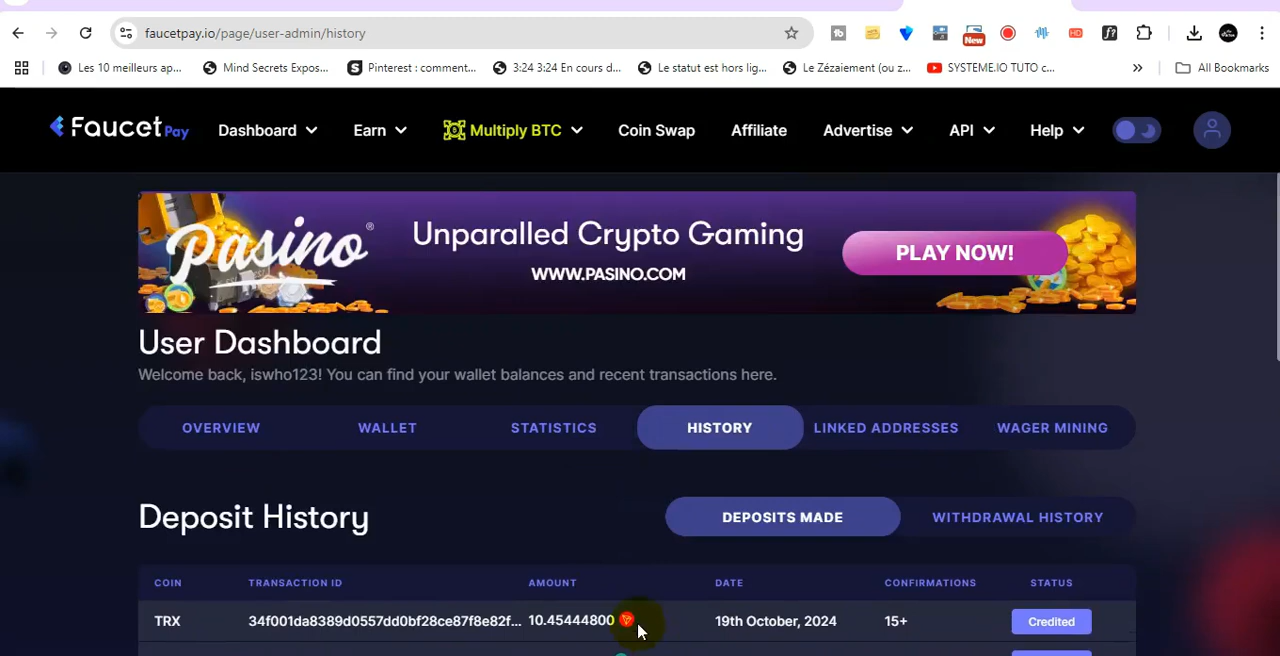 faucetpay.io/page/user-admin/history
New
HD
f?
Les 10 meilleurs ap...
Mind Secrets Expos...
Pinterest : comment...
3:24 3:24 En cours d...
Le statut est hors lig...
Le Zézaiement (ou z...
SYSTEME.IO TUTO c...
»
All Bookmarks
FaucetPay
Dashboard
Earn
Multiply BTC
Coin Swap
Affiliate
Advertise
API
Help
Pasino®
Unparalled Crypto Gaming
WWW.PASINO.COM
PLAY NOW!
User Dashboard
Welcome back, iswho123! You can find your wallet balances and recent transactions here.
OVERVIEW
WALLET
STATISTICS
HISTORY
LINKED ADDRESSES
WAGER MINING
Deposit History
DEPOSITS MADE
WITHDRAWAL HISTORY
COIN TRANSACTION ID AMOUNT DATE CONFIRMATIONS STATUS
TRX 34f001da8389d0557dd0bf28ce87f8e82f... 10.45444800 19th October, 2024 15+ Credited